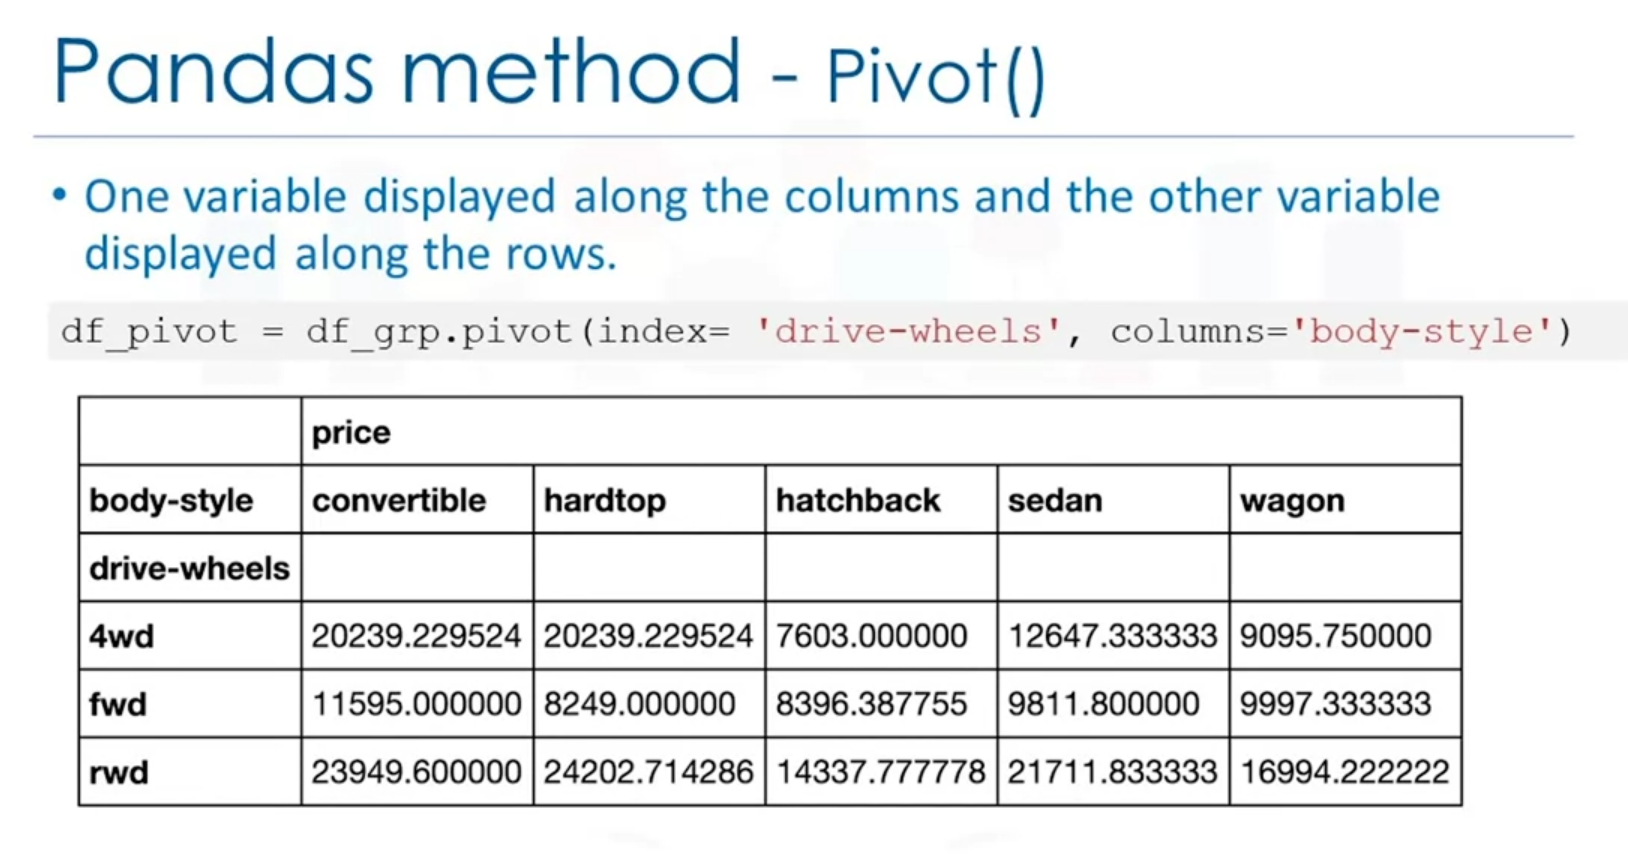 Pandas method - Pivot()
• One variable displayed along the columns and the other variable
displayed along the rows.
df_pivot = df_grp.pivot(index= 'drive-wheels', columns='body-style')
price
body-style convertible hardtop hatchback sedan wagon
drive-wheels
4wd 20239.229524 20239.229524 7603.000000 12647.333333 9095.750000
fwd 11595.000000 8249.000000 8396.387755 9811.800000 9997.333333
rwd 23949.600000 24202.714286 14337.777778 21711.833333 16994.222222